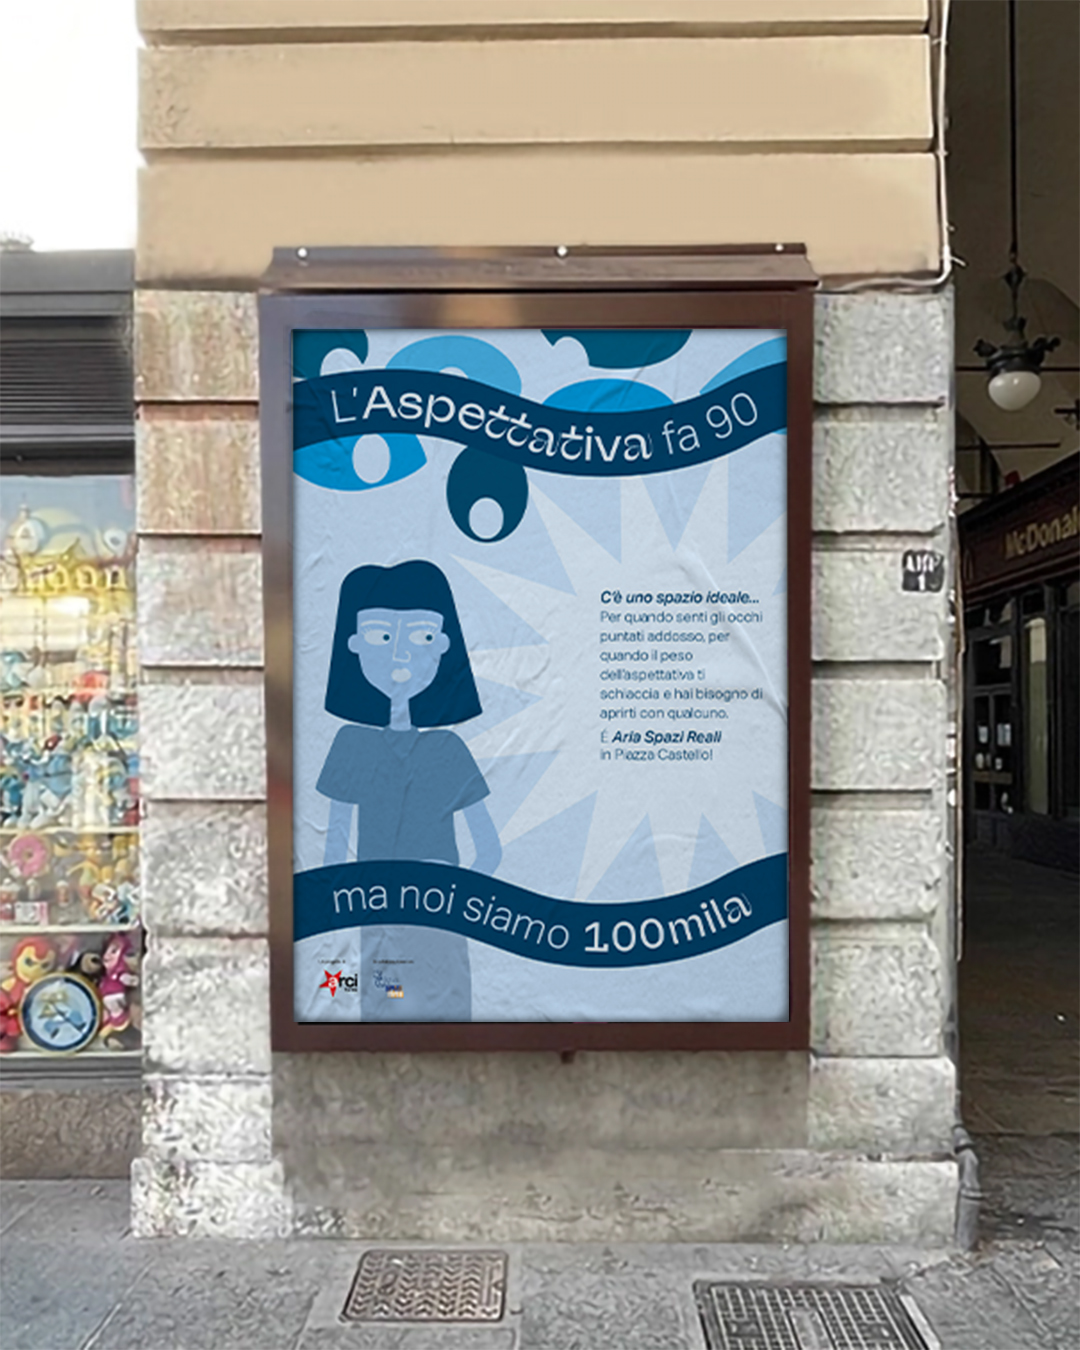 L'Aspettativa fa 90
C'è uno spazio ideale...
Per quando senti gli occhi
puntati addosso, per
quando il peso
dell'aspettativa ti
schiaccia e hai bisogno di
aprirti con qualcuno.
É Aria Spazi Reali
in Piazza Castello!
ma noi siamo 100mila
arci
McDonal